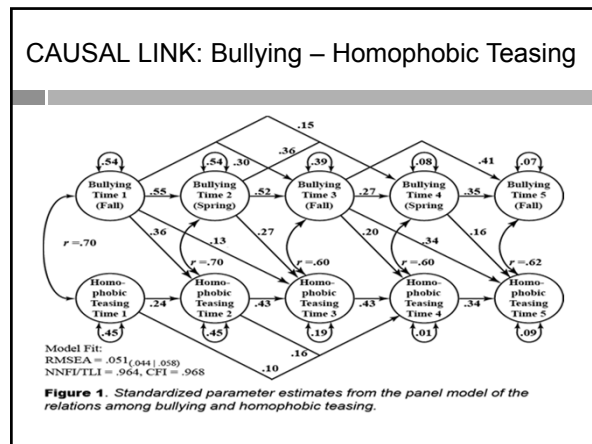 CAUSAL LINK: Bullying – Homophobic Teasing
.15
.36
.54
.54
.30
.39
.08
.41
.07
Bullying
Time 1
(Fall)
.55
Bullying
Time 2
(Spring)
.52
Bullying
Time 3
(Fall)
.27
Bullying
Time 4
(Spring
.35
Bullying
Time 5
(Fall)
.36
.13
.27
.20
.34
.16
r =.70
r =.70
r =.60
r =.60
r =.62
Homo-
phobic
Teasing
Time 1
.24
Homo-
phobic
Teasing
Time 2
.43
Homo-
phobic
Teasing
Time 3
.43
Homo-
phobic
Teasing
Time 4
.34
Homo-
phobic
Teasing
Time 5
.45
.45
.19
.01
.09
.16
.10
Model Fit:
RMSEA = .051(.044 | .058)
NNFI/TLI = .964, CFI = .968
Figure 1. Standardized parameter estimates from the panel model of the
relations among bullying and homophobic teasing.